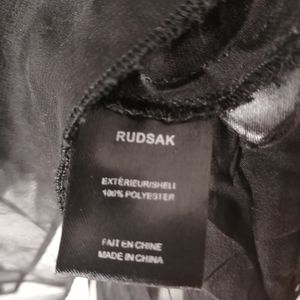 RUDSAK
EXTÉRIEUR/SHELL
100% POLYESTER
FAIT EN CHINE
MADE IN CHINA